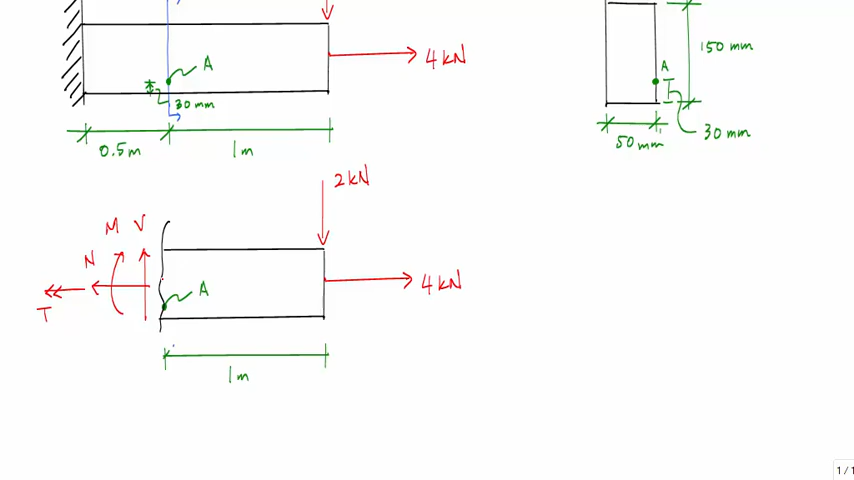 4 kN
150 mm
A
A
30 mm
30 mm
50 mm
0.5 m
1 m
2 kN
M V
N
T
A
4 kN
1 m
1 / 1